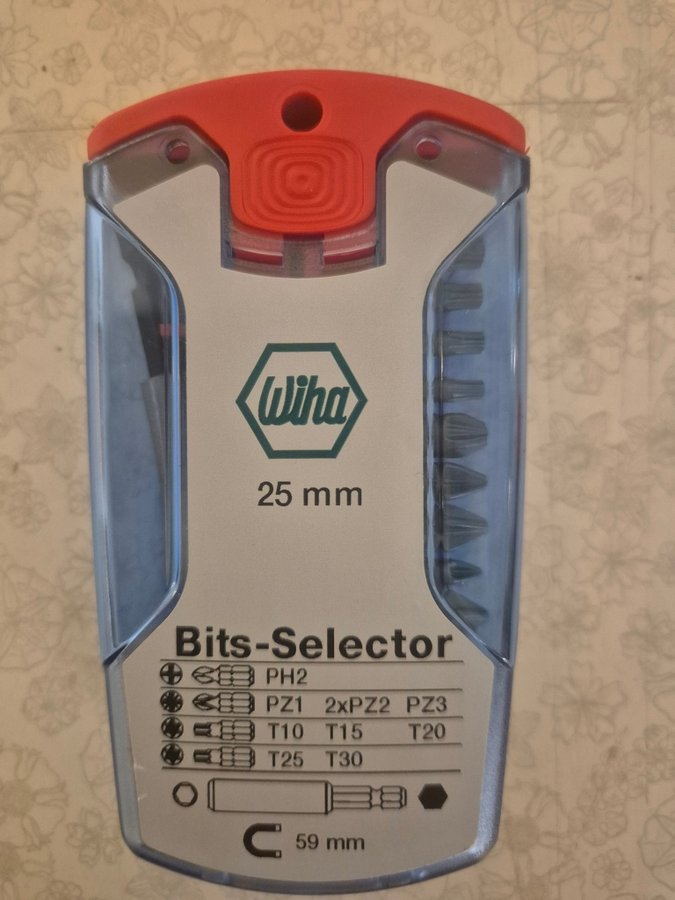 Wiha
25 mm
Bits-Selector
PH2
PZ1 2xPZ2 PZ3
T10 T15 T20
T25 T30
59 mm